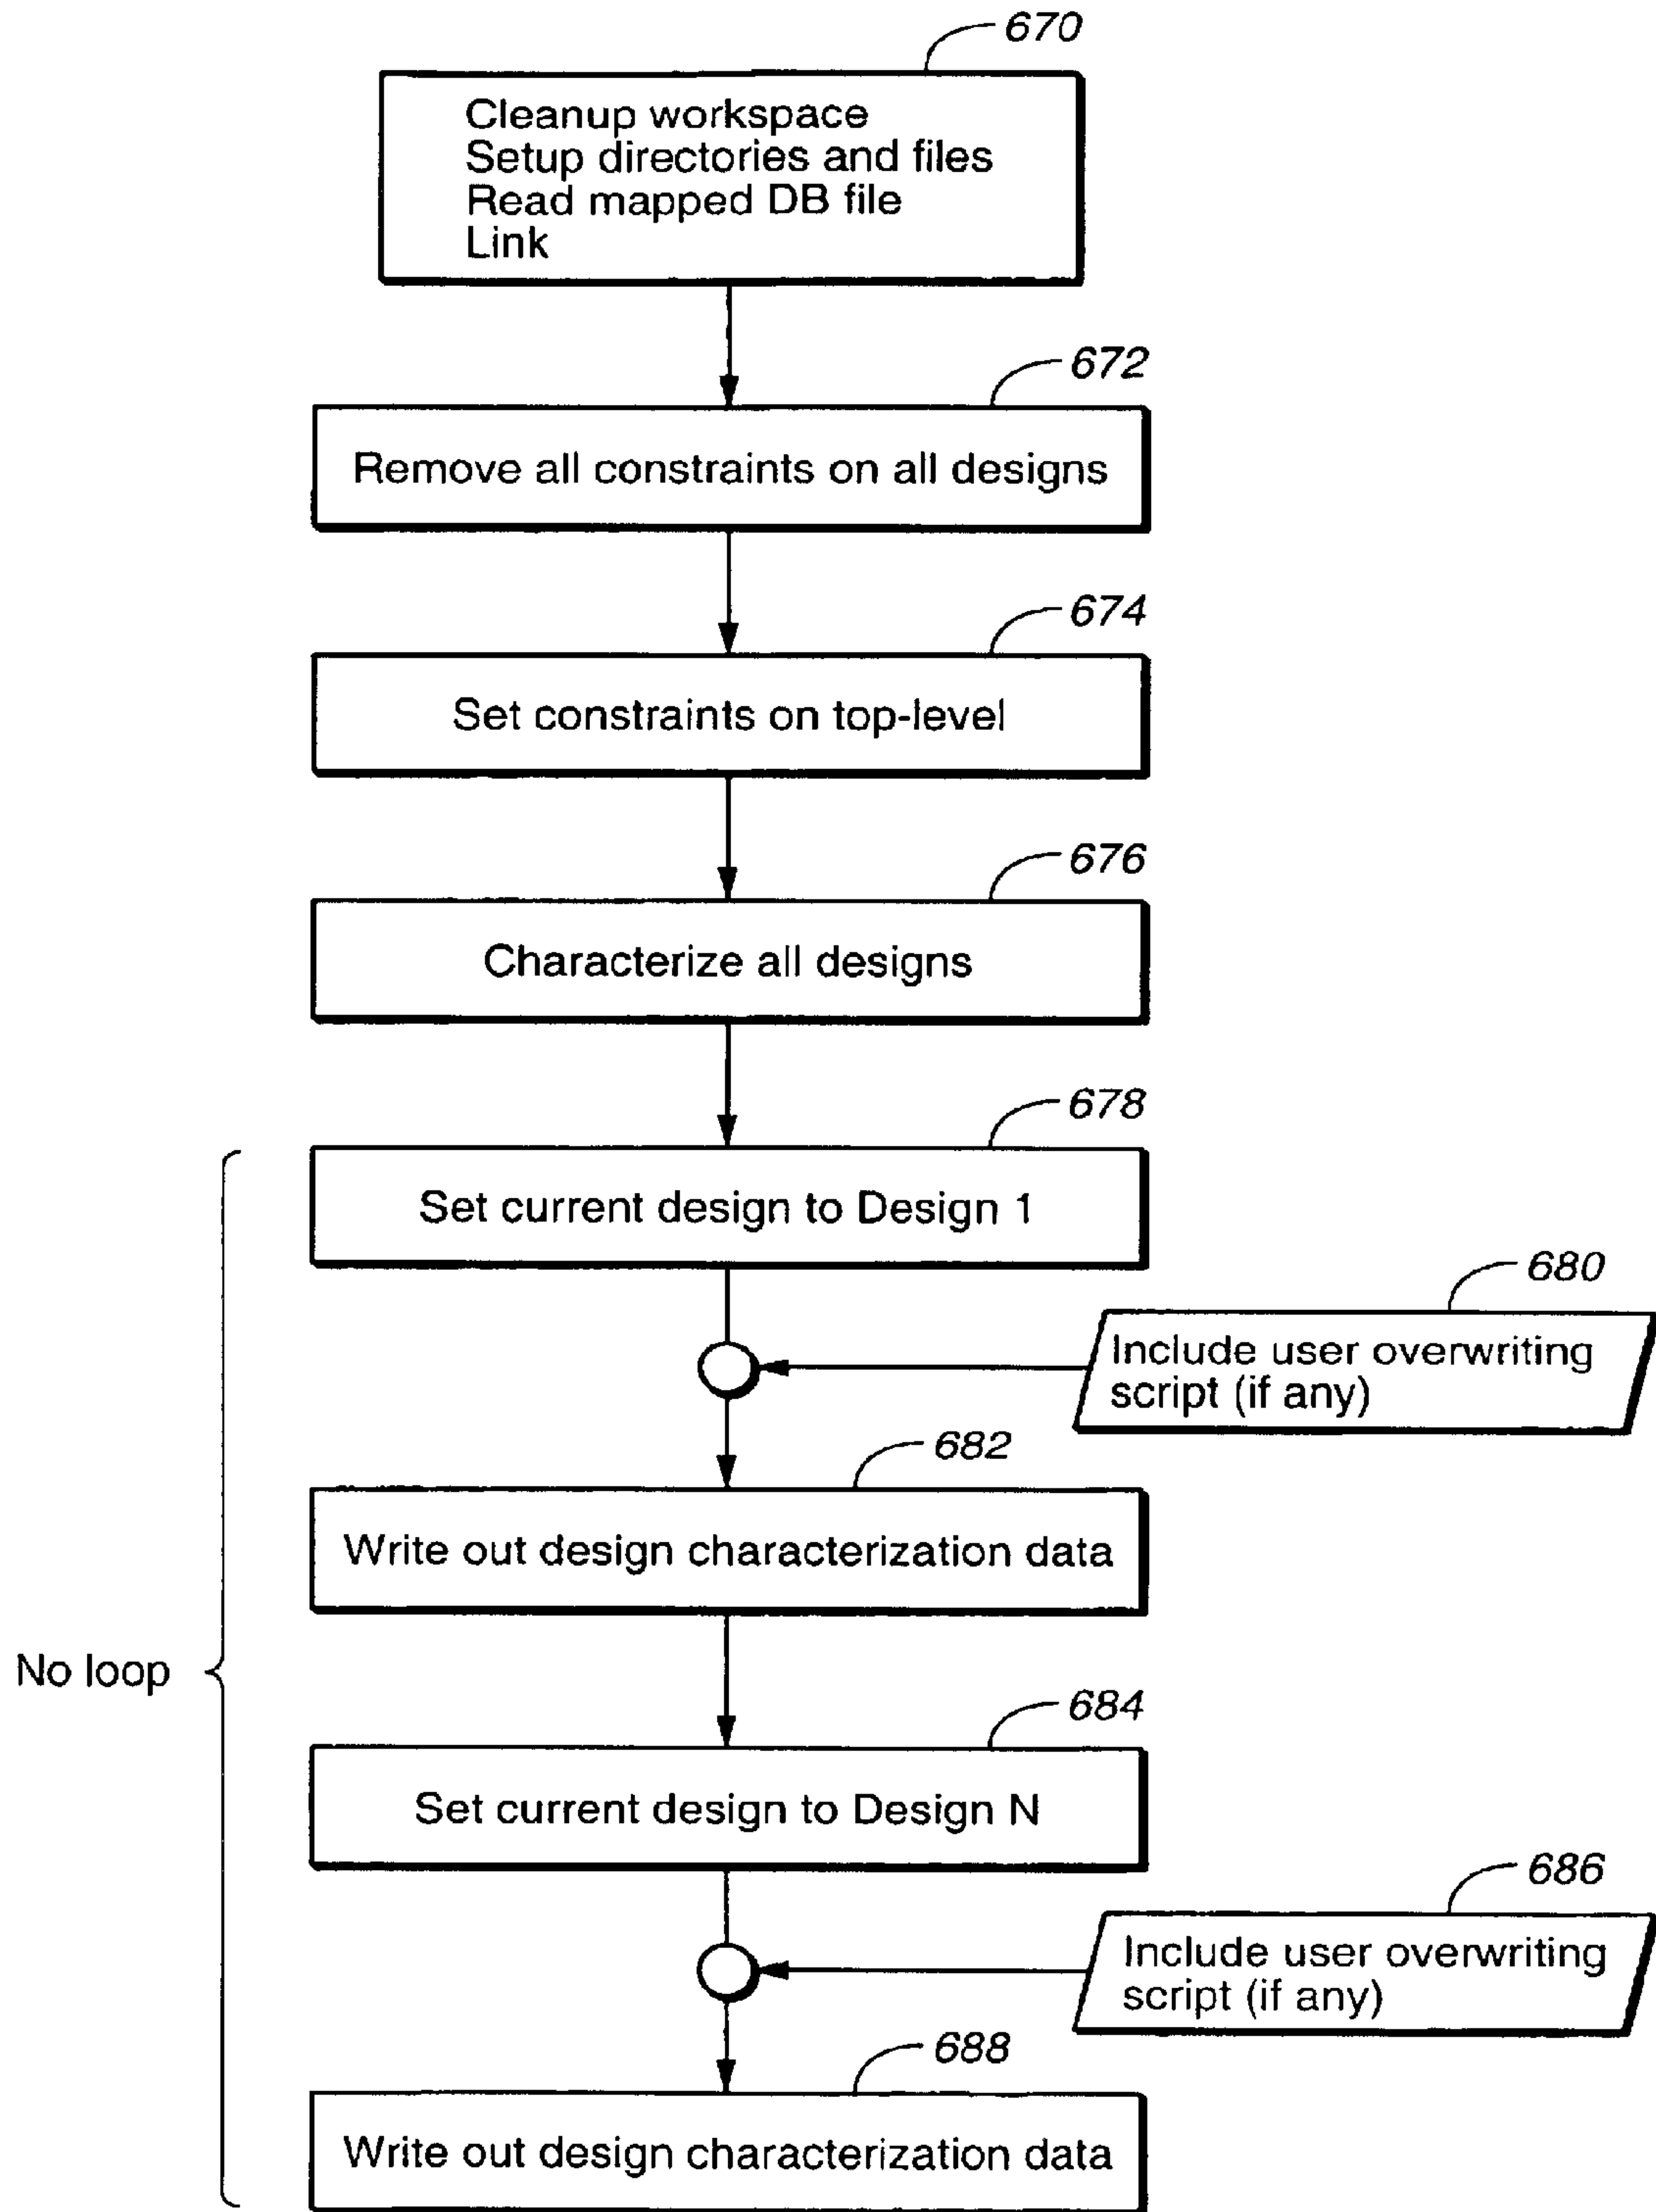 670
Cleanup workspace
Setup directories and files
Read mapped DB file
Link
672
Remove all constraints on all designs
674
Set constraints on top-level
676
Characterize all designs
678
Set current design to Design 1
680
Include user overwriting
script (if any)
682
Write out design characterization data
No loop
684
Set current design to Design N
686
Include user overwriting
script (if any)
688
Write out design characterization data